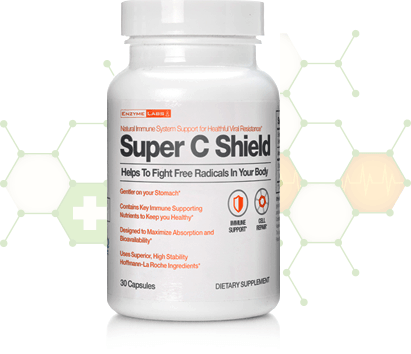 ENZYME LABS
Natural Immune System Support for Healthful Viral Resistance*
Super C Shield
Helps To Fight Free Radicals In Your Body
Gentler on your Stomach*
Contains Key Immune Supporting
Nutrients to Keep you Healthy*
Designed to Maximize Absorption and
Bioavailability*
Uses Superior, High Stability
Hoffmann-La Roche Ingredients*
IMMUNE
SUPPORT*
CELL
REPAIR*
30 Capsules
DIETARY SUPPLEMENT